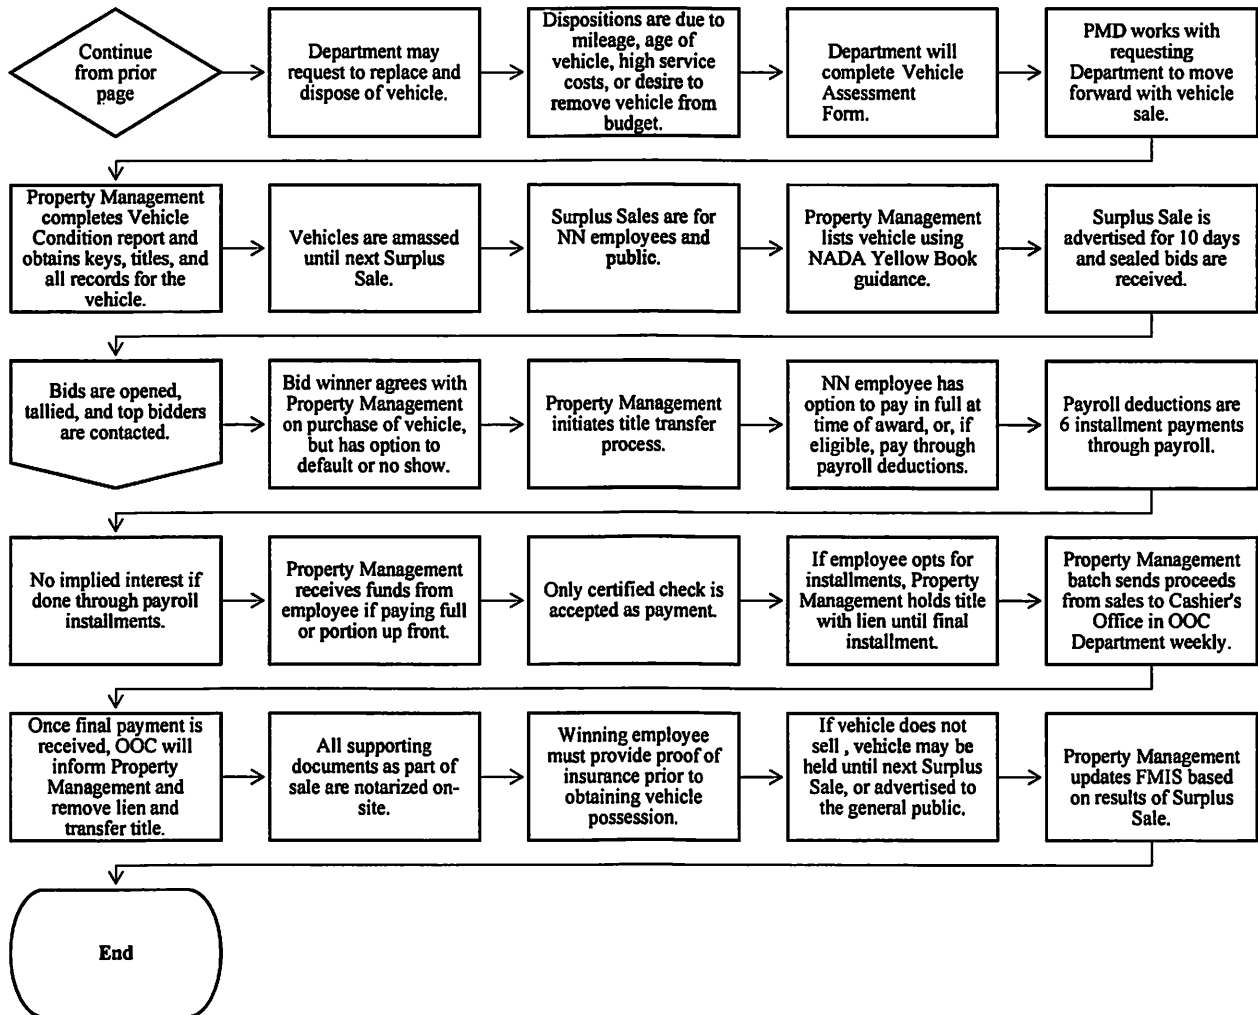 Continue
from prior
page
Department may
request to replace and
dispose of vehicle.
Dispositions are due to
mileage, age of
vehicle, high service
costs, or desire to
remove vehicle from
budget.
Department will
complete Vehicle
Assessment
Form.
PMD works with
requesting
Department to move
forward with vehicle
sale.
Property Management
completes Vehicle
Condition report and
obtains keys, titles, and
all records for the
vehicle.
Vehicles are amassed
until next Surplus
Sale.
Surplus Sales are for
NN employees and
public.
Property Management
lists vehicle using
NADA Yellow Book
guidance.
Surplus Sale is
advertised for 10 days
and sealed bids are
received.
Bids are opened,
tallied, and top bidders
are contacted.
Bid winner agrees with
Property Management
on purchase of vehicle,
but has option to
default or no show.
Property Management
initiates title transfer
process.
NN employee has
option to pay in full at
time of award, or, if
eligible, pay through
payroll deductions.
Payroll deductions are
6 installment payments
through payroll.
No implied interest if
done through payroll
installments.
Property Management
receives funds from
employee if paying full
or portion up front.
Only certified check is
accepted as payment.
If employee opts for
installments, Property
Management holds title
with lien until final
installment.
Property Management
batch sends proceeds
from sales to Cashier's
Office in OOC
Department weekly.
Once final payment is
received, OOC will
inform Property
Management and
remove lien and
transfer title.
All supporting
documents as part of
sale are notarized on-
site.
Winning employee
must provide proof of
insurance prior to
obtaining vehicle
possession.
If vehicle does not
sell , vehicle may be
held until next Surplus
Sale, or advertised to
the general public.
Property Management
updates FMIS based
on results of Surplus
Sale.
End